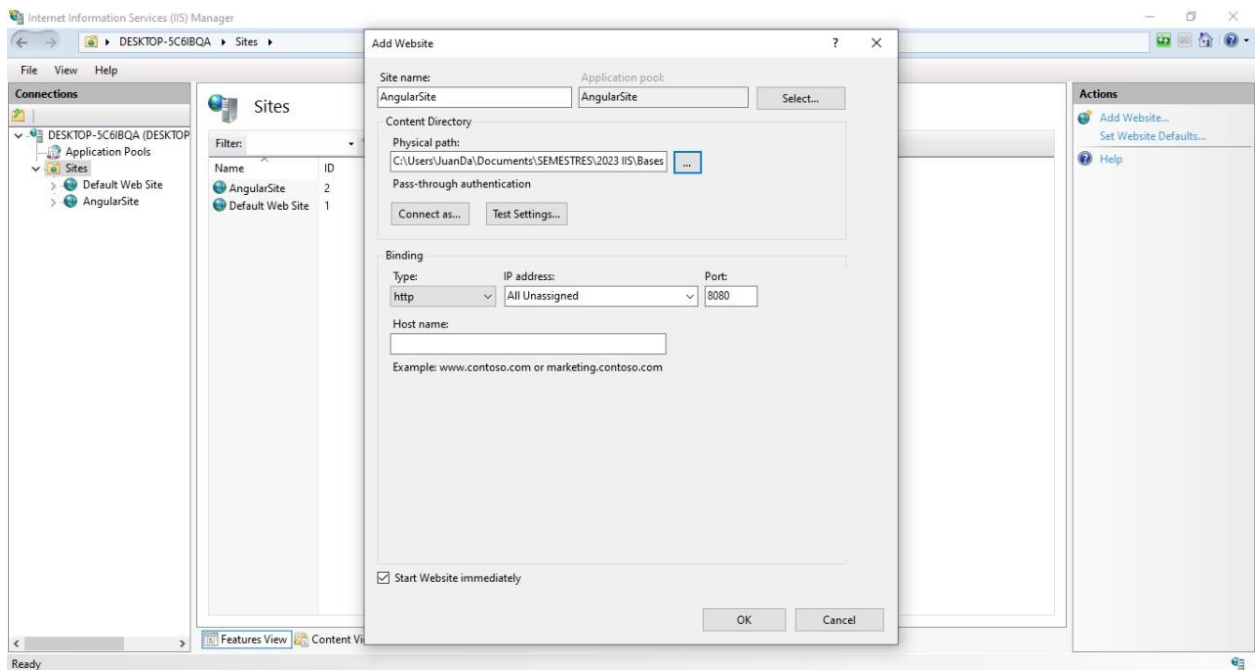 Internet Information Services (IIS) Manager
DESKTOP-5C6IBQA Sites
File View Help
Connections
DESKTOP-5C6IBQA (DESKTOP
Application Pools
Sites
Default Web Site
AngularSite
Sites
Filter:
Name ID
AngularSite 2
Default Web Site 1
Features View Content Vi
Ready
Add Website ? 
Site name: Application pool:
AngularSite AngularSite Select...
Content Directory
Physical path:
C:\Users\JuanDa\Documents\SEMESTRES\2023 IIS\Bases ...
Pass-through authentication
Connect as... Test Settings...
Binding
Type: IP address: Port:
http All Unassigned 8080
Host name:
Example: www.contoso.com or marketing.contoso.com
Start Website immediately
OK Cancel
Actions
Add Website...
Set Website Defaults...
Help